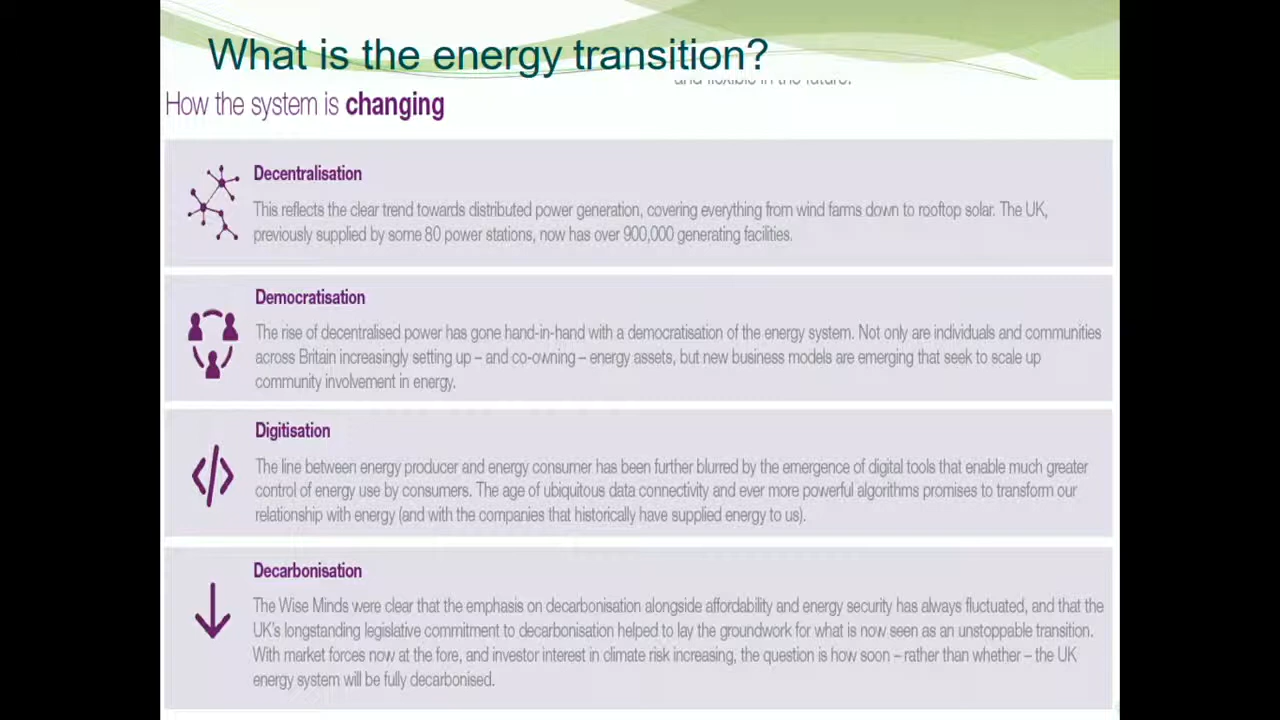 What is the energy transition?
and flexible in the future.
How the system is changing
Decentralisation
This reflects the clear trend towards distributed power generation, covering everything from wind farms down to rooftop solar. The UK,
previously supplied by some 80 power stations, now has over 900,000 generating facilities.
Democratisation
The rise of decentralised power has gone hand-in-hand with a democratisation of the energy system. Not only are individuals and communities
across Britain increasingly setting up – and co-owning – energy assets, but new business models are emerging that seek to scale up
community involvement in energy.
Digitisation
The line between energy producer and energy consumer has been further blurred by the emergence of digital tools that enable much greater
control of energy use by consumers. The age of ubiquitous data connectivity and ever more powerful algorithms promises to transform our
relationship with energy (and with the companies that historically have supplied energy to us).
Decarbonisation
The Wise Minds were clear that the emphasis on decarbonisation alongside affordability and energy security has always fluctuated, and that the
UK's longstanding legislative commitment to decarbonisation helped to lay the groundwork for what is now seen as an unstoppable transition.
With market forces now at the fore, and investor interest in climate risk increasing, the question is how soon – rather than whether – the UK
energy system will be fully decarbonised.